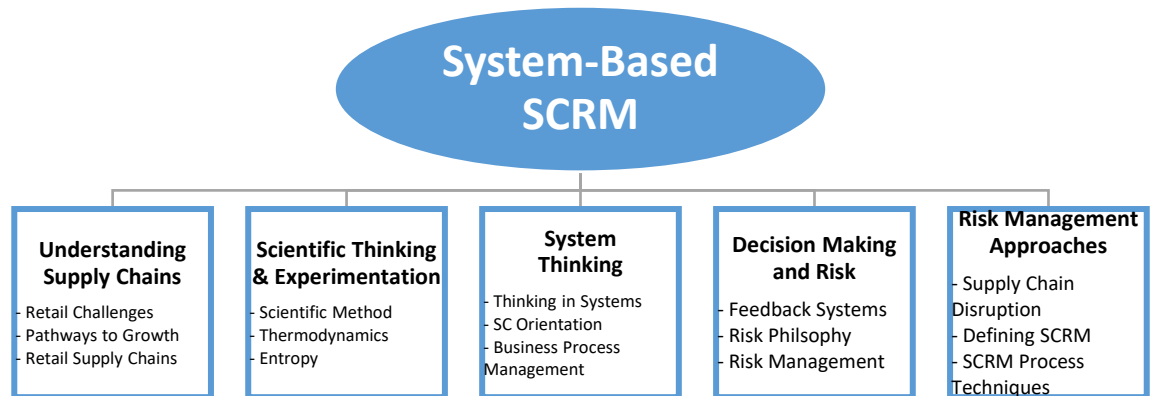 System-Based
SCRM
Understanding
Supply Chains
- Retail Challenges
- Pathways to Growth
- Retail Supply Chains
Scientific Thinking
& Experimentation
- Scientific Method
- Thermodynamics
- Entropy
System
Thinking
- Thinking in Systems
- SC Orientation
- Business Process
Management
Decision Making
and Risk
- Feedback Systems
- Risk Philsophy
- Risk Management
Risk Management
Approaches
- Supply Chain
Disruption
- Defining SCRM
- SCRM Process
Techniques